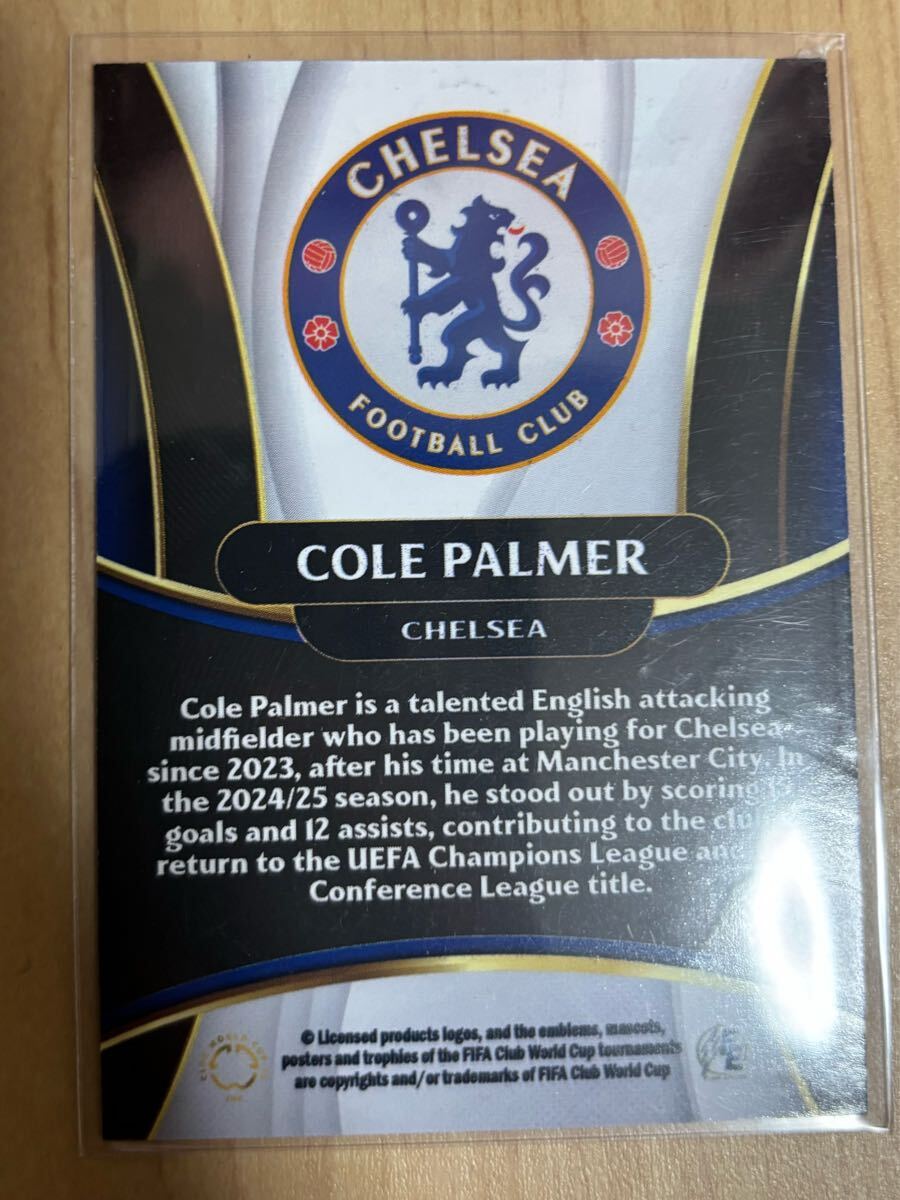 CHELSEA
FOOTBALL CLUB
COLE PALMER
CHELSEA
Cole Palmer is a talented English attacking
midfielder who has been playing for Chelsea
since 2023, after his time at Manchester City. In
the 2024/25 season, he stood out by scoring
goals and 12 assists, contributing to the
return to the UEFA Champions League
Conference League title.
© Licensed products logos, and the emblems, mascots,
posters and trophies of the FIFA Club World Cup tournaments
are copyrights and/or trademarks of FIFA Club World Cup